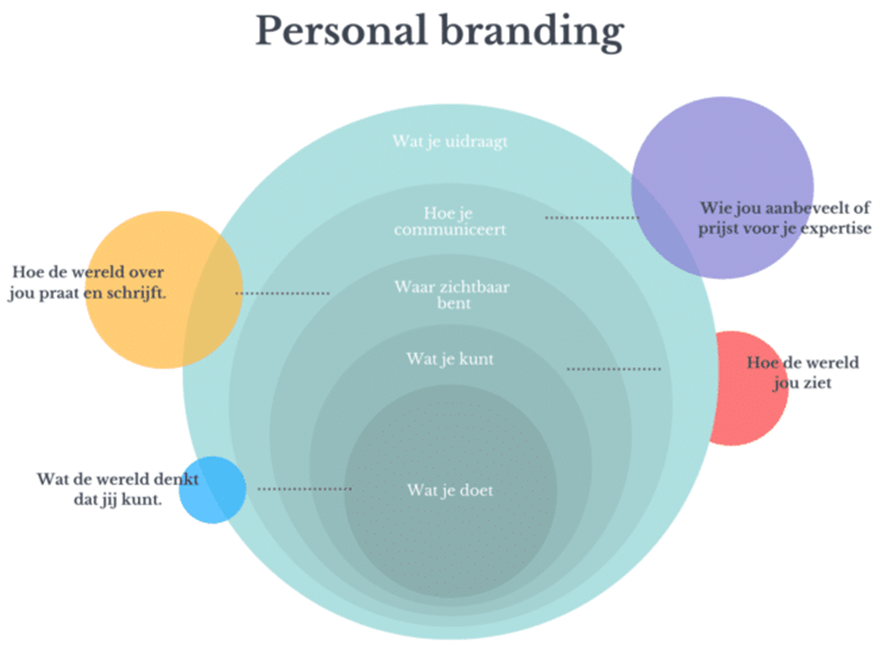 Personal branding
Wat je uidraagt
Hoe je
communiceert
Wie jou aanbeveelt of
prijst voor je expertise
Hoe de wereld over
jou praat en schrijft.
Waar zichtbaar
bent
Wat je kunt
Hoe de wereld
jou ziet
Wat de wereld denkt
dat jij kunt.
Wat je doet